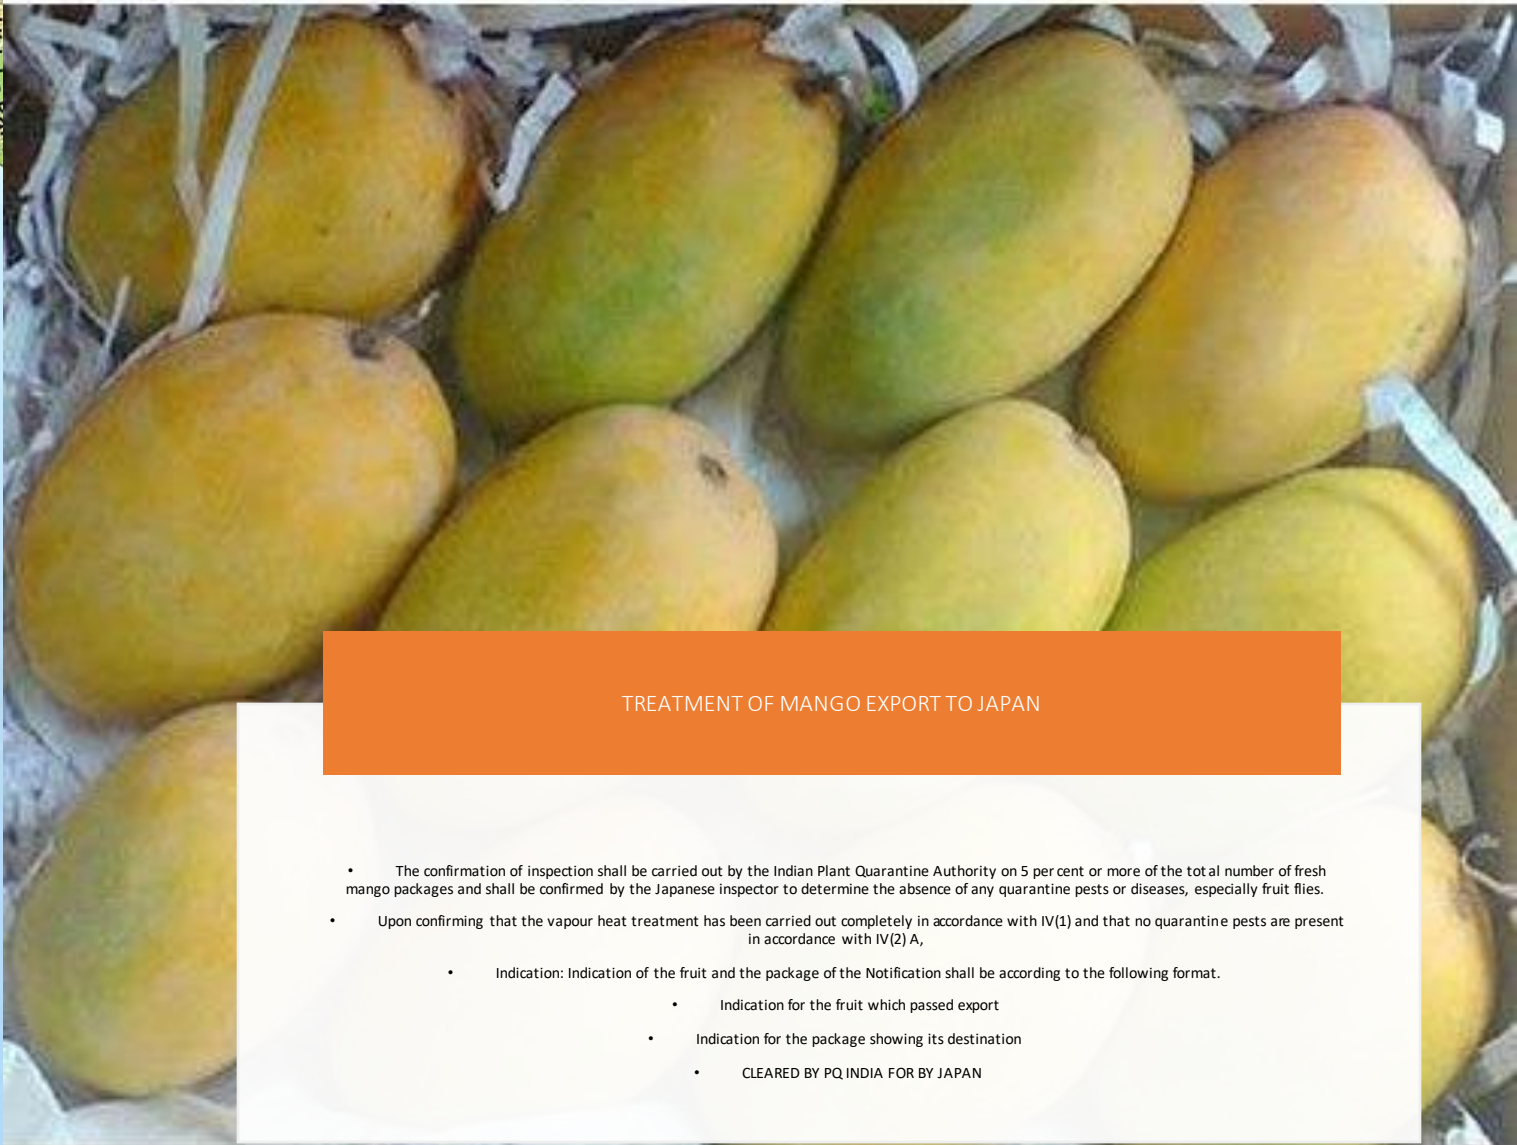 TREATMENT OF MANGO EXPORT TO JAPAN
• The confirmation of inspection shall be carried out by the Indian Plant Quarantine Authority on 5 per cent or more of the total number of fresh
mango packages and shall be confirmed by the Japanese inspector to determine the absence of any quarantine pests or diseases, especially fruit flies.
• Upon confirming that the vapour heat treatment has been carried out completely in accordance with IV(1) and that no quarantine pests are present
in accordance with IV(2) A,
• Indication: Indication of the fruit and the package of the Notification shall be according to the following format.
• Indication for the fruit which passed export
• Indication for the package showing its destination
• CLEARED BY PQ INDIA FOR BY JAPAN